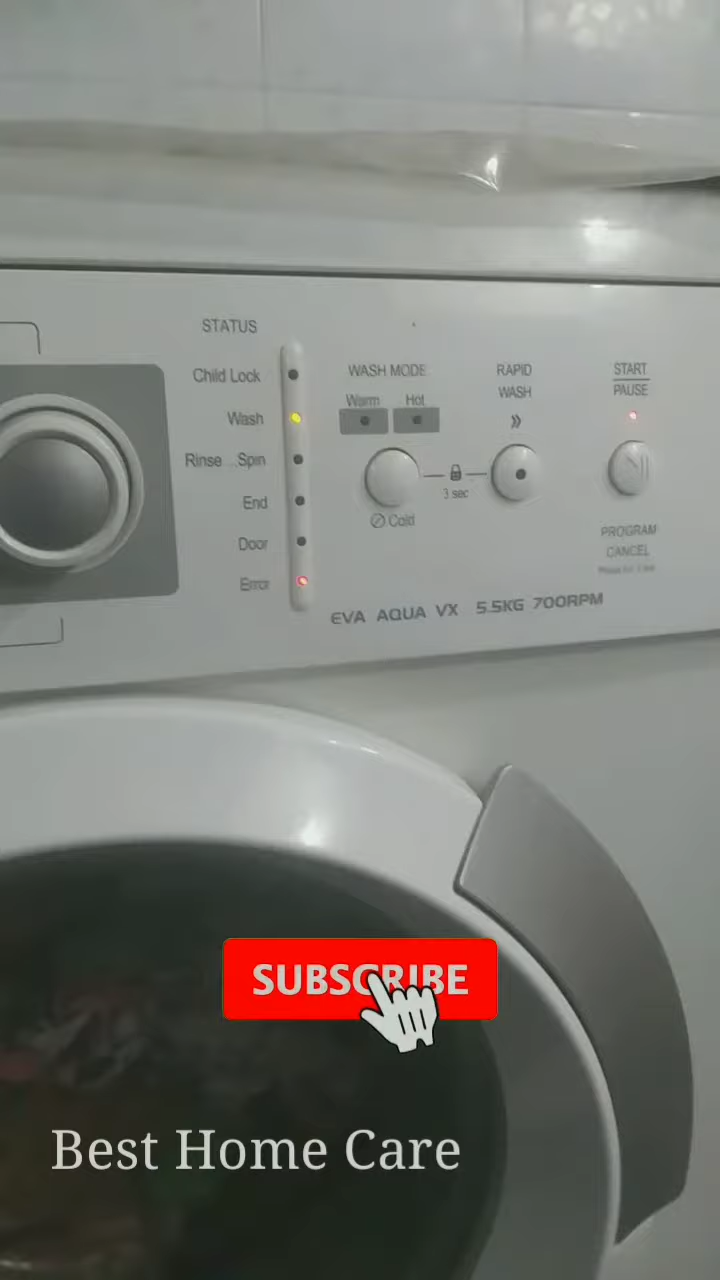 STATUS
Child Lock
Wash
Rinse...Spin
End
Door
Error
WASH MODE
Warm Hot
Cold
3 sec
RAPID
WASH
START
PAUSE
PROGRAM
CANCEL
EVA AQUA VX 5.5KG 700RPM
SUBSCRIBE
Best Home Care